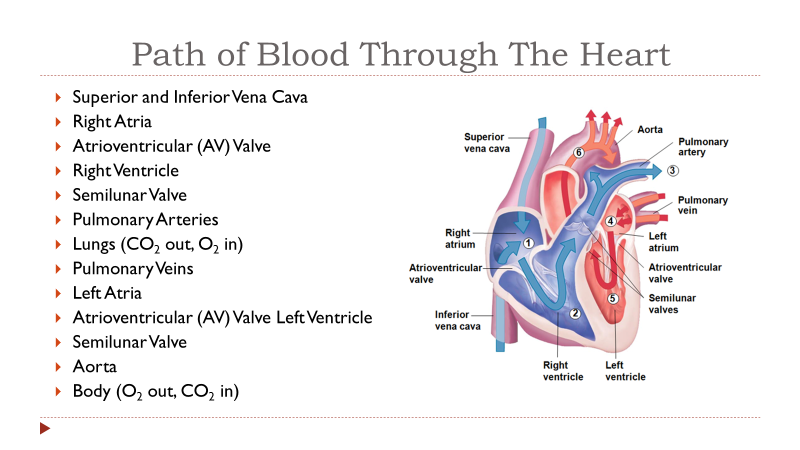 Path of Blood Through The Heart
Superior and Inferior Vena Cava
Right Atria
Atrioventricular (AV) Valve
Right Ventricle
Semilunar Valve
Pulmonary Arteries
Lungs (CO₂ out, O₂ in)
Pulmonary Veins
Left Atria
Atrioventricular (AV) Valve Left Ventricle
Semilunar Valve
Aorta
Body (O₂ out, CO₂ in)
Superior
vena cava
Aorta
Pulmonary
artery
6
3
Pulmonary
vein
4
Right
atrium
1
Left
atrium
Atrioventricular
valve
Atrioventricular
valve
5
Semilunar
valves
Inferior
vena cava
2
Right
ventricle
Left
ventricle